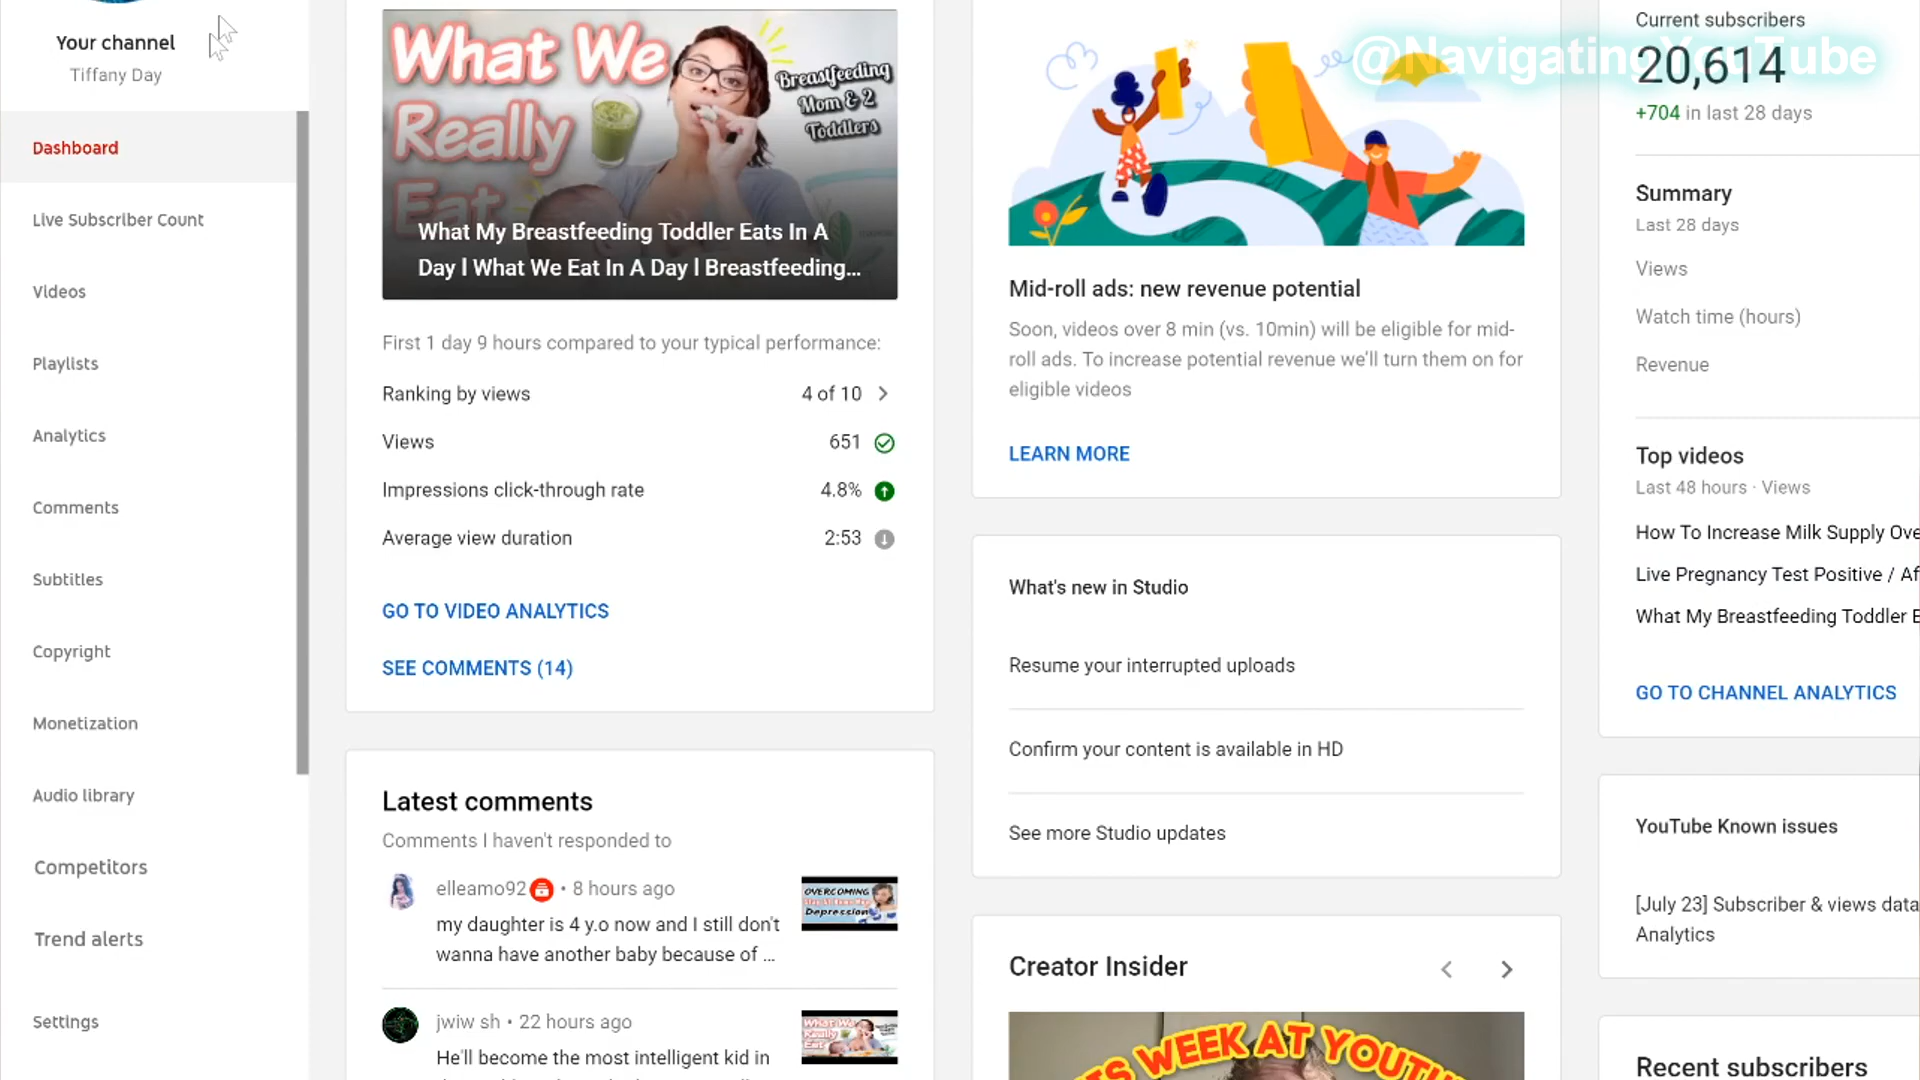 Your channel
Tiffany Day
Dashboard
Live Subscriber Count
Videos
Playlists
Analytics
Comments
Subtitles
Copyright
Monetization
Audio library
Competitors
Trend alerts
Settings
What We
Really
Eat
Breastfeeding
Mom & 2
Toddlers
What My Breastfeeding Toddler Eats In A
Day l What We Eat In A Day l Breastfeeding...
First 1 day 9 hours compared to your typical performance:
Ranking by views 4 of 10
Views 651
Impressions click-through rate 4.8%
Average view duration 2:53
GO TO VIDEO ANALYTICS
SEE COMMENTS (14)
Latest comments
Comments I haven't responded to
elleamo92 • 8 hours ago
my daughter is 4 y.o now and I still don't
wanna have another baby because of ...
OVERCOMING
Depression
jwiw sh • 22 hours ago
He'll become the most intelligent kid in
What We
Really
Eat
Mid-roll ads: new revenue potential
Soon, videos over 8 min (vs. 10min) will be eligible for mid-
roll ads. To increase potential revenue we'll turn them on for
eligible videos
LEARN MORE
What's new in Studio
Resume your interrupted uploads
Confirm your content is available in HD
See more Studio updates
Creator Insider
WEEK AT
@NavigatingYouTube
Current subscribers
20,614
+704 in last 28 days
Summary
Last 28 days
Views
Watch time (hours)
Revenue
Top videos
Last 48 hours · Views
How To Increase Milk Supply Ove
Live Pregnancy Test Positive / Af
What My Breastfeeding Toddler E
GO TO CHANNEL ANALYTICS
YouTube Known issues
[July 23] Subscriber & views data
Analytics
Recent subscribers